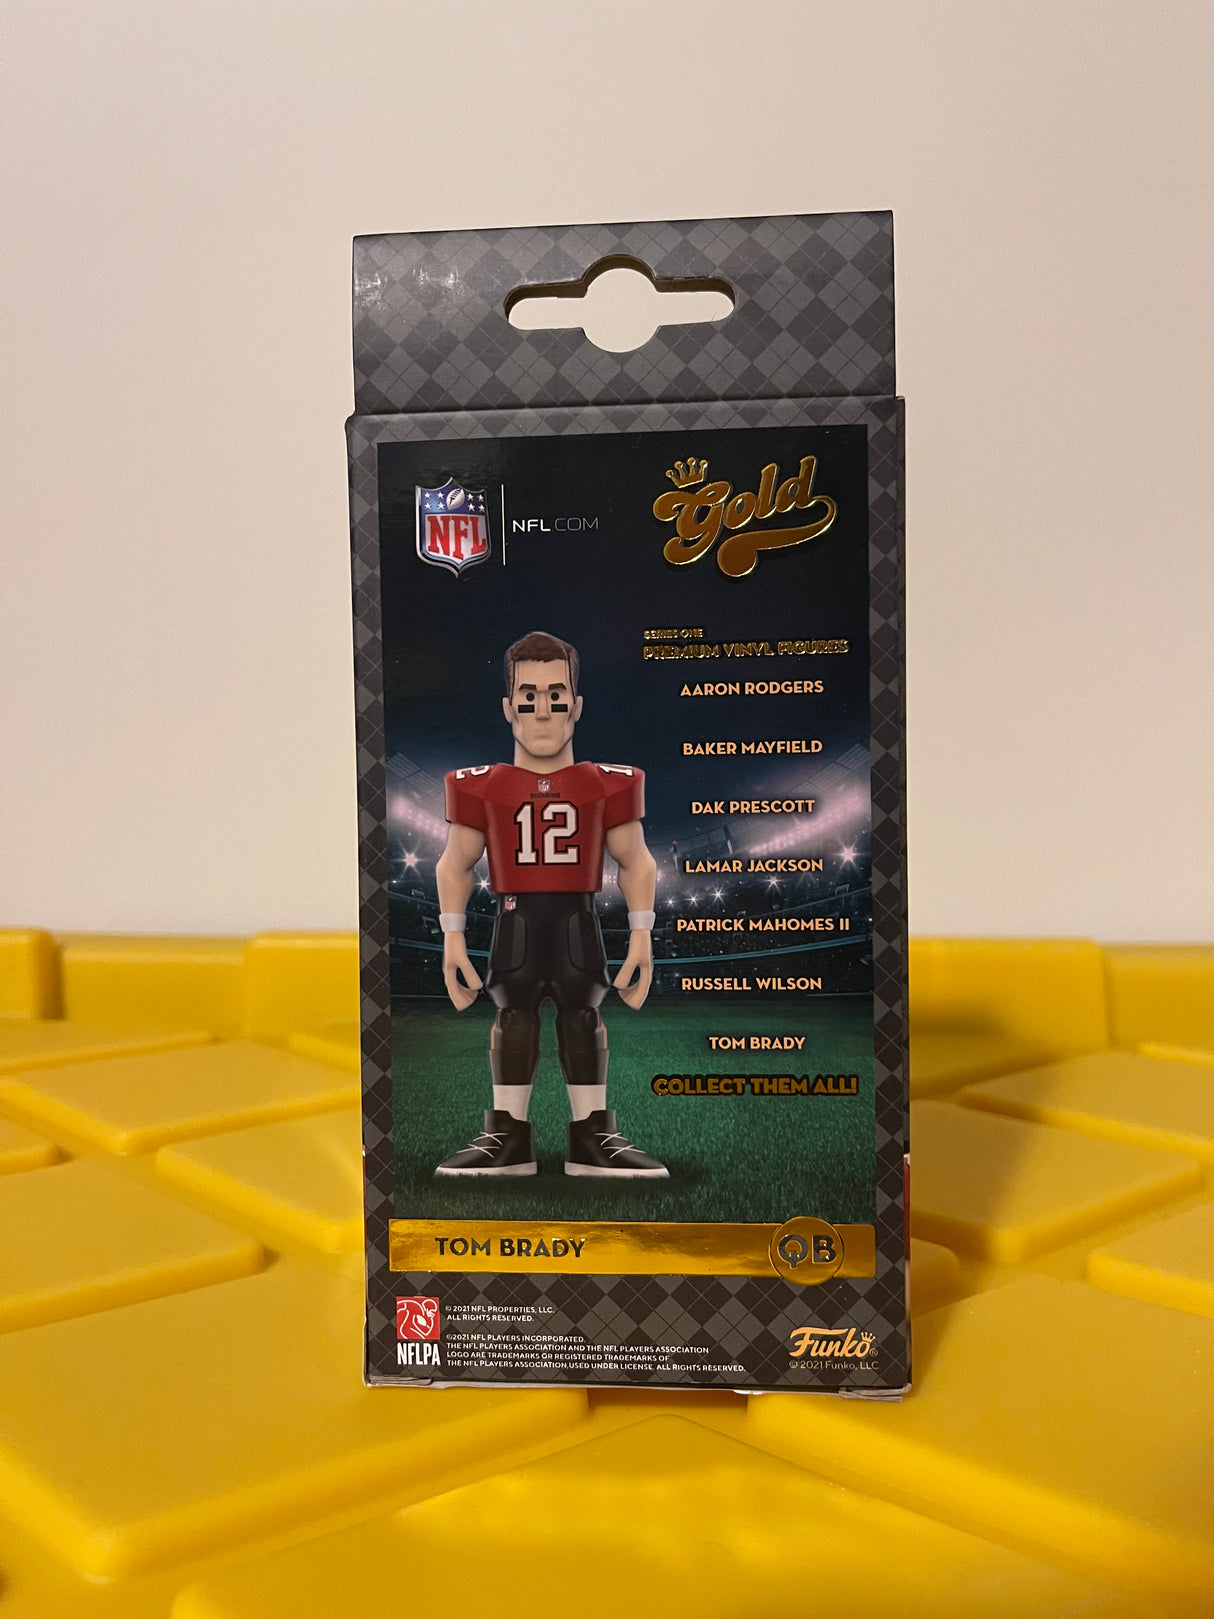 NFL
NFL.COM
Gold
SERIES ONE
PREMIUM VINYL FIGURES
AARON RODGERS
BAKER MAYFIELD
DAK PRESCOTT
LAMAR JACKSON
PATRICK MAHOMES II
RUSSELL WILSON
TOM BRADY
COLLECT THEM ALL!
12
12
12
TOM BRADY
QB
NFLPA
© 2021 NFL PROPERTIES, LLC.
ALL RIGHTS RESERVED.
©2021 NFL PLAYERS INCORPORATED.
THE NFL PLAYERS ASSOCIATION AND THE NFL PLAYERS ASSOCIATION
LOGO ARE TRADEMARKS OR REGISTERED TRADEMARKS OF
THE NFL PLAYERS ASSOCIATION,USED UNDER LICENSE. ALL RIGHTS RESERVED.
Funko®
© 2021 Funko, LLC